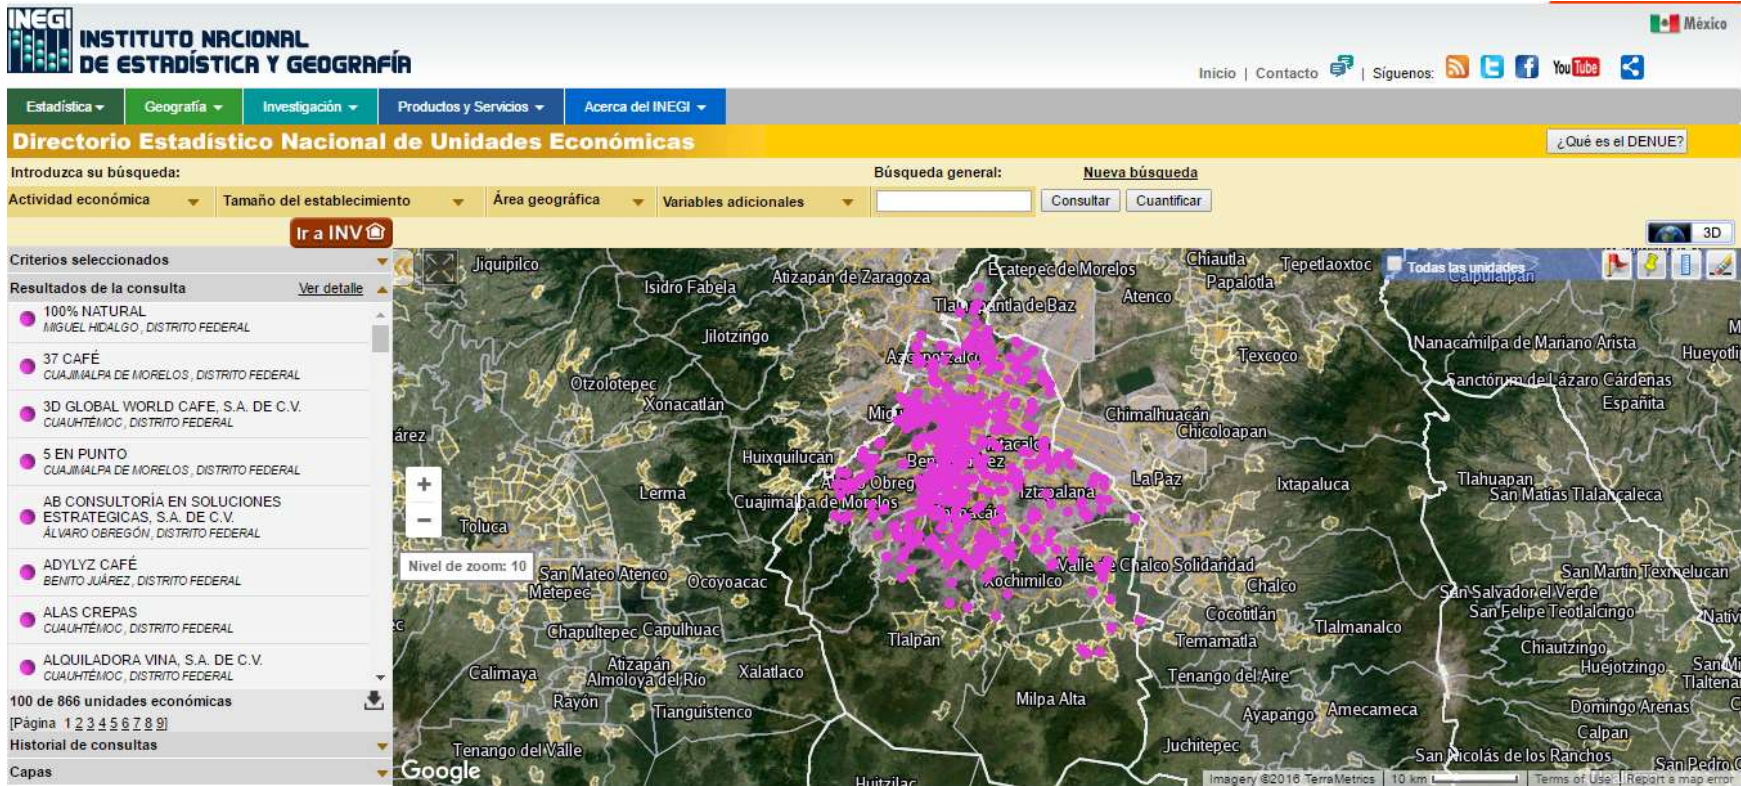 INEGI
INSTITUTO NACIONAL
DE ESTADÍSTICA Y GEOGRAFÍA
México
Inicio | Contacto | Síguenos:
You Tube
Estadística
Geografía
Investigación
Productos y Servicios
Acerca del INEGI
Directorio Estadístico Nacional de Unidades Económicas
¿Qué es el DENUE?
Introduzca su búsqueda:
Búsqueda general:
Nueva búsqueda
Actividad económica
Tamaño del establecimiento
Área geográfica
Variables adicionales
Consultar
Cuantificar
Ir a INV
3D
Criterios seleccionados
Resultados de la consulta
Ver detalle
100% NATURAL
MIGUEL HIDALGO, DISTRITO FEDERAL
37 CAFÉ
CUAJIMALPA DE MORELOS, DISTRITO FEDERAL
3D GLOBAL WORLD CAFE, S.A. DE C.V.
CUAUHTÉMOC, DISTRITO FEDERAL
5 EN PUNTO
CUAJIMALPA DE MORELOS, DISTRITO FEDERAL
AB CONSULTORÍA EN SOLUCIONES
ESTRATEGICAS, S.A. DE C.V.
ÁLVARO OBREGÓN, DISTRITO FEDERAL
ADYLYZ CAFÉ
BENITO JUÁREZ, DISTRITO FEDERAL
ALAS CREPAS
CUAUHTÉMOC, DISTRITO FEDERAL
ALQUILADORA VINA, S.A. DE C.V.
CUAUHTÉMOC, DISTRITO FEDERAL
100 de 866 unidades económicas
[Página 1 2 3 4 5 6 7 8 9]
Historial de consultas
Capas
Todas las unidades
Jiquipilco
Isidro Fabela
Atizapán de Zaragoza
Ecatepec de Morelos
Chiautla
Tepetlaoxtoc
Papalotla
Atenco
Calpulalpan
Jilotzingo
Texcoco
Nanacamilpa de Mariano Arista
Otzolotepec
Xonacatlán
Sanctórum de Lázaro Cárdenas
Españita
Chimalhuacán
Chicoloapan
Huixquilucan
Lerma
Cuajimalpa de Morelos
Iztapalapa
La Paz
Ixtapaluca
Tlahuapan
San Matías Tlalancaleca
Toluca
+
−
Nivel de zoom: 10
San Mateo Atenco
Metepec
Ocoyoacac
Xochimilco
Chalco Solidaridad
Chalco
San Martín Texmelucan
San Salvador el Verde
San Felipe Teotlalcingo
Cocotitlán
Tlalmanalco
Chapultepec
Capulhuac
Tlalpan
Temamatla
Chiautzingo
Huejotzingo
Calimaya
Atizapán
Almoloya del Río
Xalatlaco
Tenango del Aire
Rayón
Tianguistenco
Milpa Alta
Ayapango
Amecameca
Domingo Arenas
Calpan
Tenango del Valle
Juchitepec
San Nicolás de los Ranchos
Huitzilac
Google
Imagery ©2016 TerraMetrics
10 km
Terms of Use
Report a map error